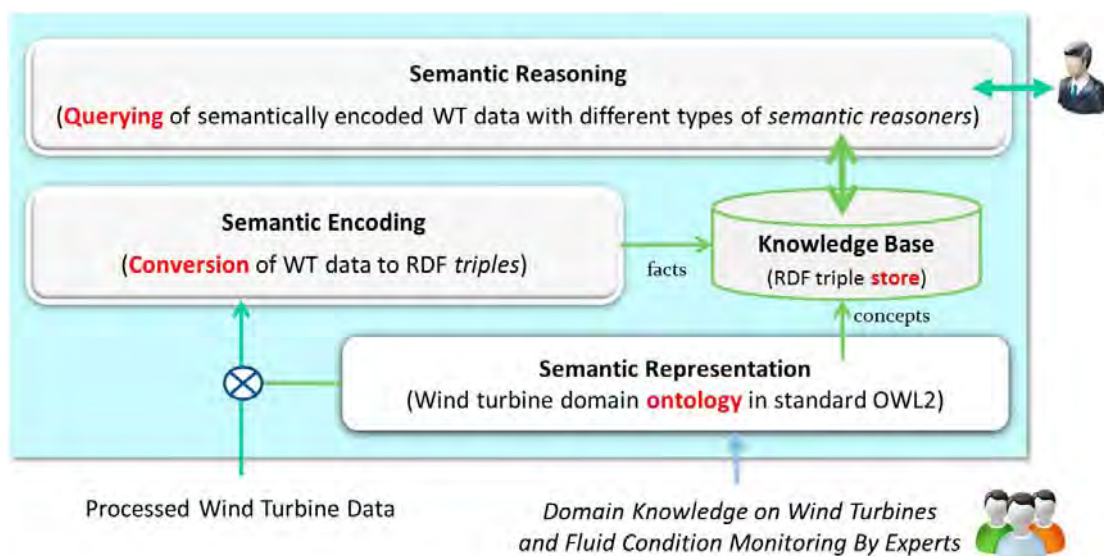 Semantic Reasoning
(Querying of semantically encoded WT data with different types of semantic reasoners)
Semantic Encoding
(Conversion of WT data to RDF triples)
facts
Knowledge Base
(RDF triple store)
concepts
Semantic Representation
(Wind turbine domain ontology in standard OWL2)
Processed Wind Turbine Data
Domain Knowledge on Wind Turbines
and Fluid Condition Monitoring By Experts